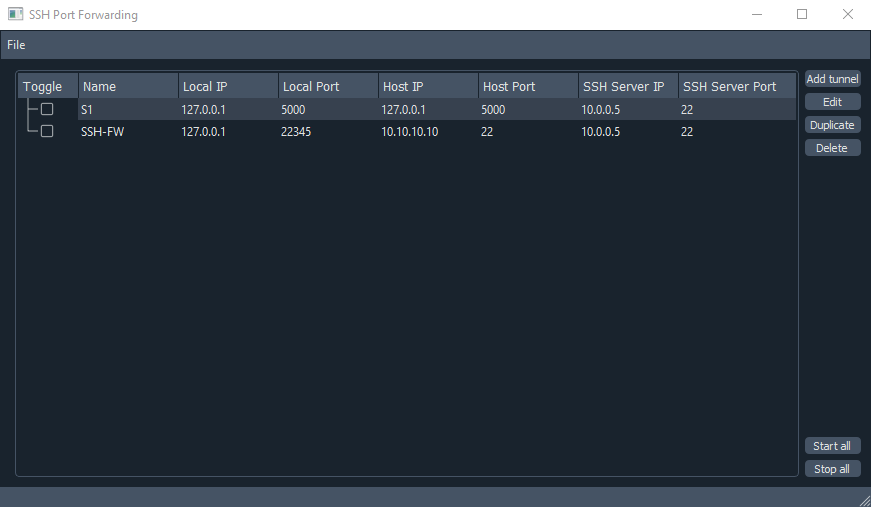 SSH Port Forwarding
File
Toggle Name Local IP Local Port Host IP Host Port SSH Server IP SSH Server Port
S1 127.0.0.1 5000 127.0.0.1 5000 10.0.0.5 22
SSH-FW 127.0.0.1 22345 10.10.10.10 22 10.0.0.5 22
Add tunnel
Edit
Duplicate
Delete
Start all
Stop all